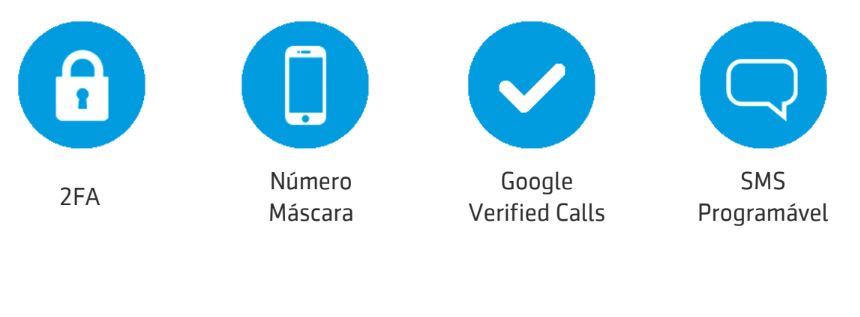 2FA
Número
Máscara
Google
Verified Calls
SMS
Programável